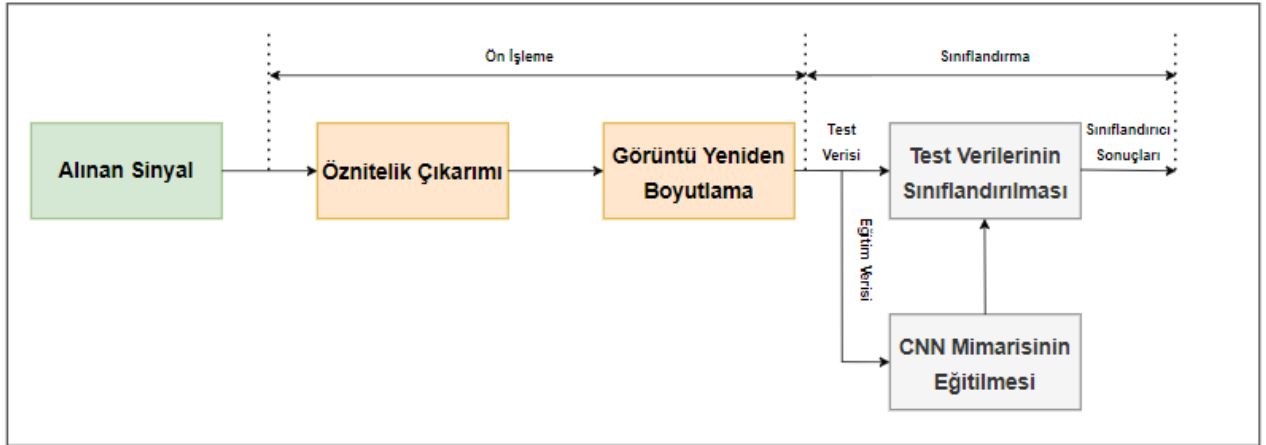 Ön İşleme
Sınıflandırma
Alınan Sinyal
Öznitelik Çıkarımı
Görüntü Yeniden
Boyutlama
Test
Verisi
Eğitim Verisi
Test Verilerinin
Sınıflandırılması
Sınıflandırıcı
Sonuçları
CNN Mimarisinin
Eğitilmesi